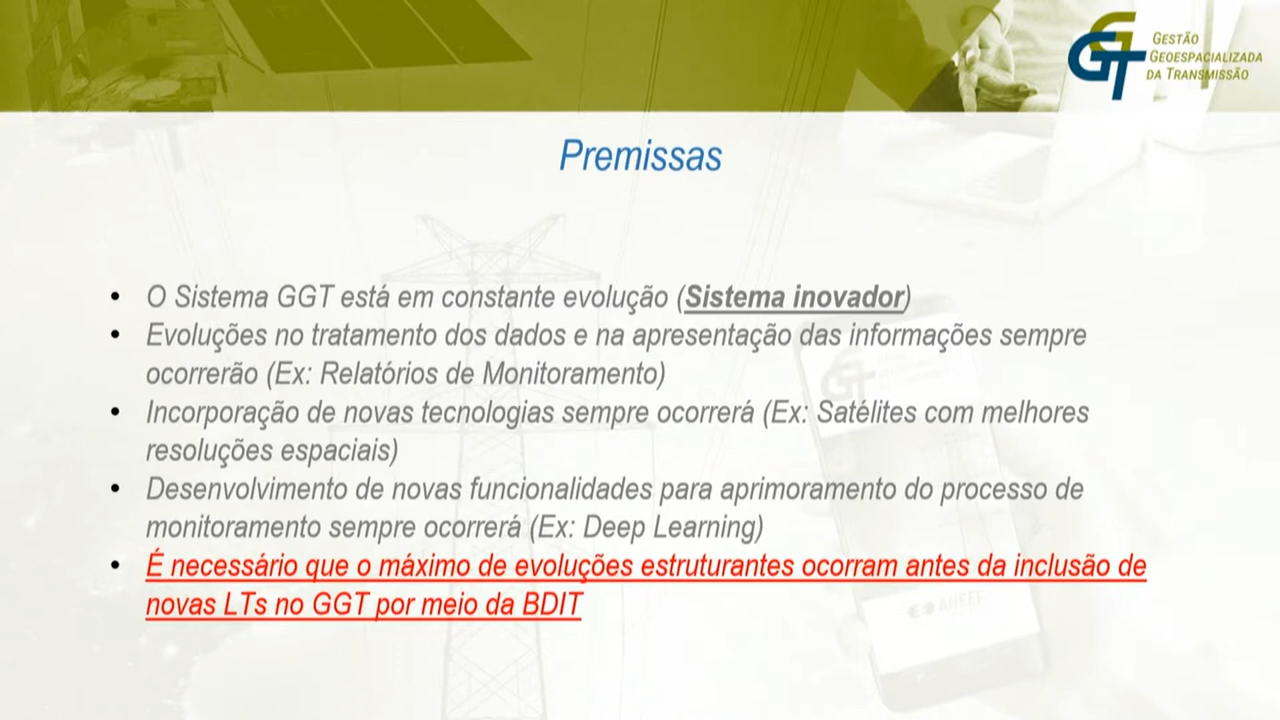 GESTÃO
GEOESPACIALIZADA
DA TRANSMISSÃO
GGT
Premissas
• O Sistema GGT está em constante evolução (Sistema inovador)
• Evoluções no tratamento dos dados e na apresentação das informações sempre
ocorrerão (Ex: Relatórios de Monitoramento)
• Incorporação de novas tecnologias sempre ocorrerá (Ex: Satélites com melhores
resoluções espaciais)
• Desenvolvimento de novas funcionalidades para aprimoramento do processo de
monitoramento sempre ocorrerá (Ex: Deep Learning)
• É necessário que o máximo de evoluções estruturantes ocorram antes da inclusão de
novas LTs no GGT por meio da BDIT
ANEEL